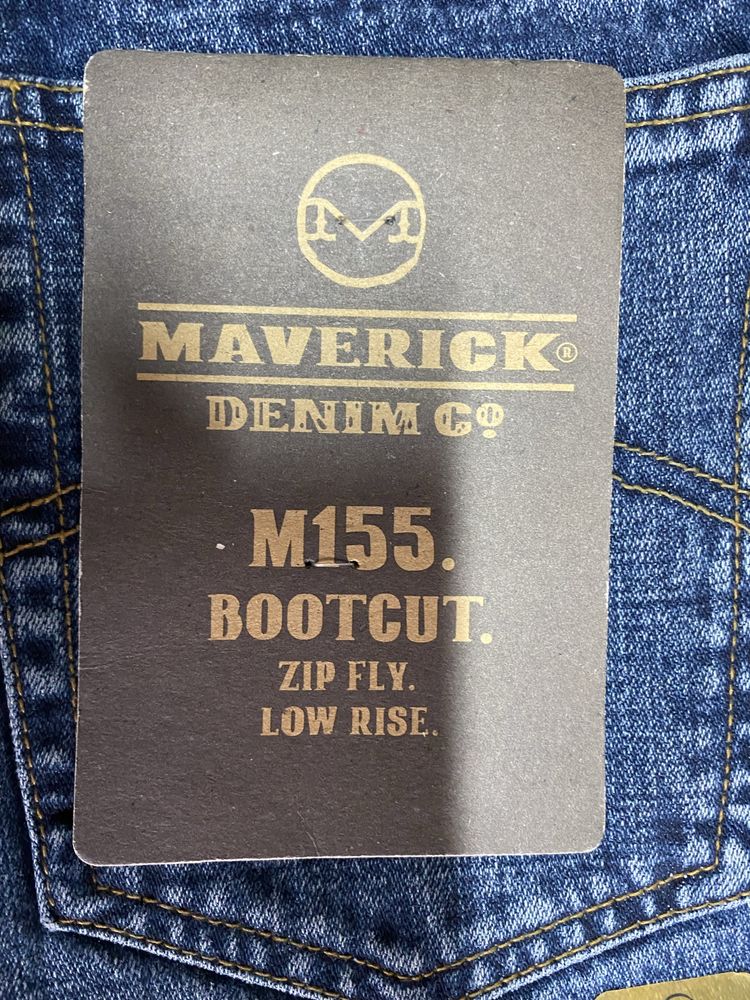 M
MAVERICK®
DENIM CO
M155.
BOOTCUT.
ZIP FLY.
LOW RISE.